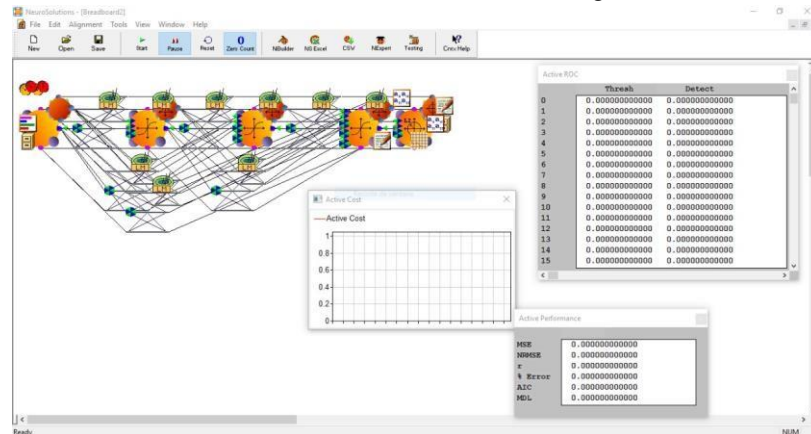 NeuroSolutions - [Breadboard2]
File Edit Alignment Tools View Window Help
New Open Save Start Pause Reset Zero Count NBuilder NS Excel CSW NExpert Testing Cntx Help
Active ROC
Thresh Detect
0 0.000000000000 0.000000000000
1 0.000000000000 0.000000000000
2 0.000000000000 0.000000000000
3 0.000000000000 0.000000000000
4 0.000000000000 0.000000000000
5 0.000000000000 0.000000000000
6 0.000000000000 0.000000000000
7 0.000000000000 0.000000000000
8 0.000000000000 0.000000000000
9 0.000000000000 0.000000000000
10 0.000000000000 0.000000000000
11 0.000000000000 0.000000000000
12 0.000000000000 0.000000000000
13 0.000000000000 0.000000000000
14 0.000000000000 0.000000000000
15 0.000000000000 0.000000000000
Active Cost
Active Cost
1
0.8
0.6
0.4
0.2
0
Active Performance
MSE 0.000000000000
NRMSE 0.000000000000
r 0.000000000000
% Error 0.000000000000
AIC 0.000000000000
MDL 0.000000000000
Ready
NUM